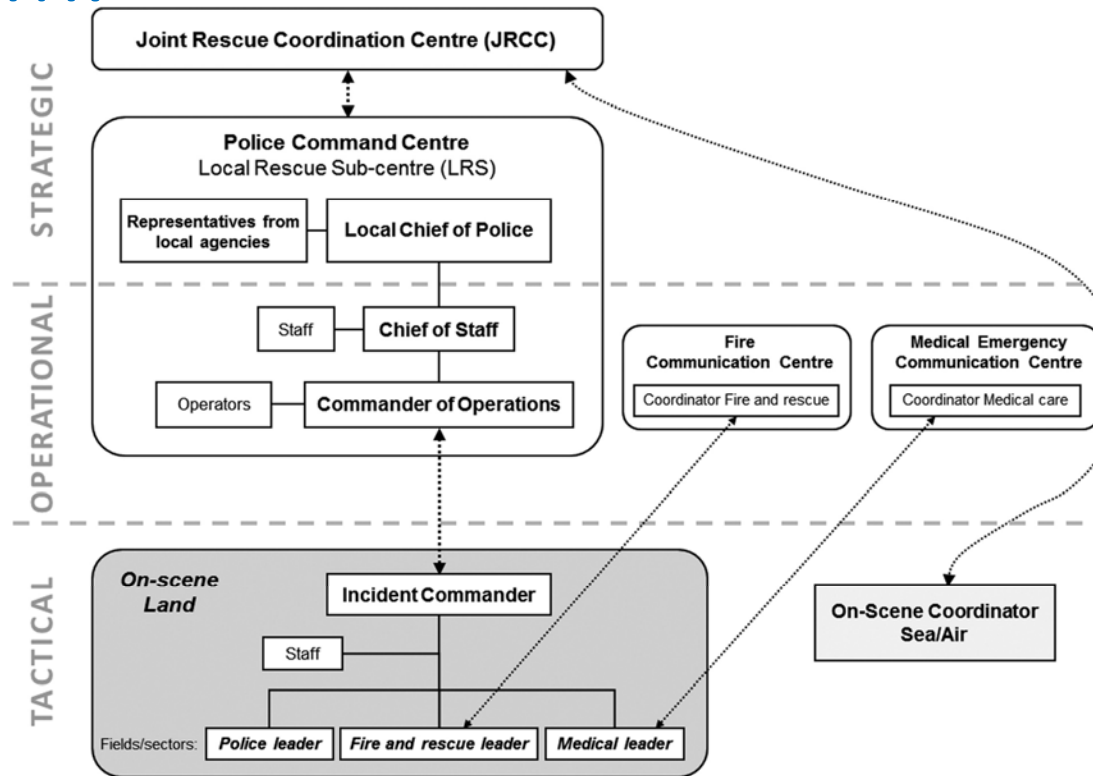 Joint Rescue Coordination Centre (JRCC)
STRATEGIC
Police Command Centre
Local Rescue Sub-centre (LRS)
Representatives from
local agencies
Local Chief of Police
OPERATIONAL
Staff
Chief of Staff
Operators
Commander of Operations
Fire
Communication Centre
Coordinator Fire and rescue
Medical Emergency
Communication Centre
Coordinator Medical care
TACTICAL
On-scene
Land
Incident Commander
Staff
Fields/sectors:
Police leader
Fire and rescue leader
Medical leader
On-Scene Coordinator
Sea/Air